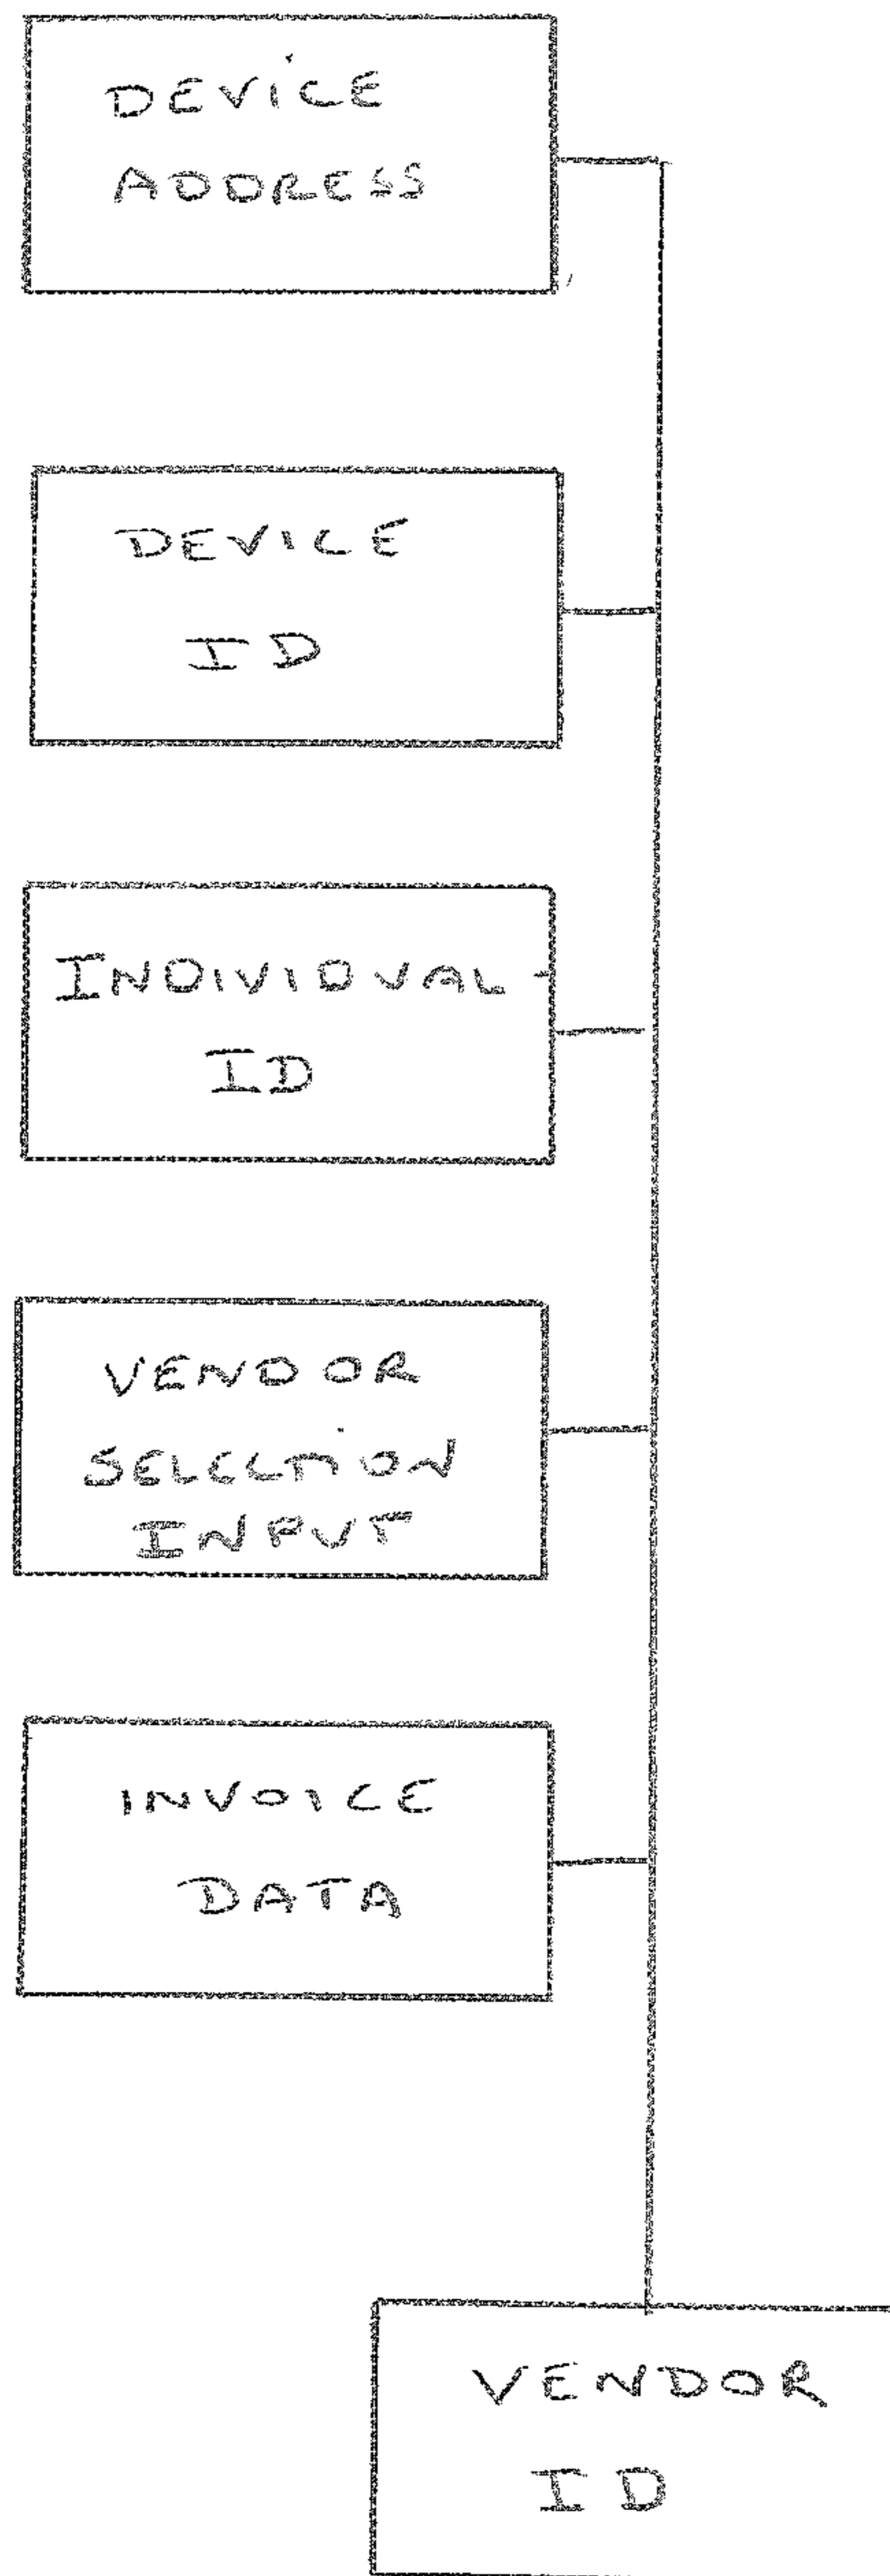 DEVICE
ADDRESS
DEVICE
ID
INDIVIDUAL
ID
VENDOR
SELECTION
INPUT
INVOICE
DATA
VENDOR
ID